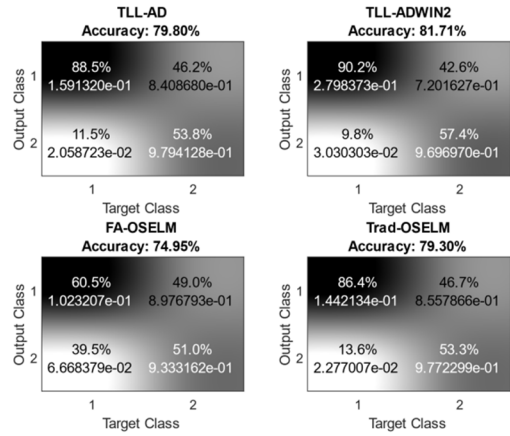 TLL-AD
Accuracy: 79.80%
Output Class
1
88.5%
46.2%
1.591320e-01
8.408680e-01
2
11.5%
53.8%
2.058723e-02
9.794128e-01
1
2
Target Class
TLL-ADWIN2
Accuracy: 81.71%
Output Class
1
90.2%
42.6%
2.798373e-01
7.201627e-01
2
9.8%
57.4%
3.030303e-02
9.696970e-01
1
2
Target Class
FA-OSELM
Accuracy: 74.95%
Output Class
1
60.5%
49.0%
1.023207e-01
8.976793e-01
2
39.5%
51.0%
6.668379e-02
9.333162e-01
1
2
Target Class
Trad-OSELM
Accuracy: 79.30%
Output Class
1
86.4%
46.7%
1.442134e-01
8.557866e-01
2
13.6%
53.3%
2.277007e-02
9.772299e-01
1
2
Target Class